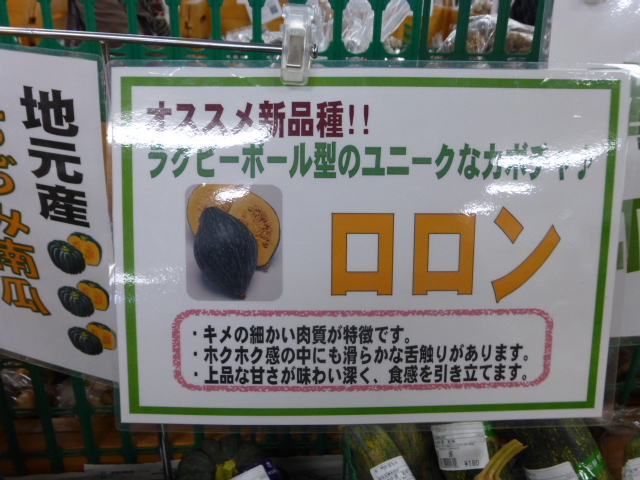 地元産
南瓜
オススメ新品種!!
ラグビーボール型のユニークなカボチャ♪
ロロン
・キメの細かい肉質が特徴です。
・ホクホク感の中にも滑らかな舌触りがあります。
・上品な甘さが味わい深く、食感を引き立てます。
¥180